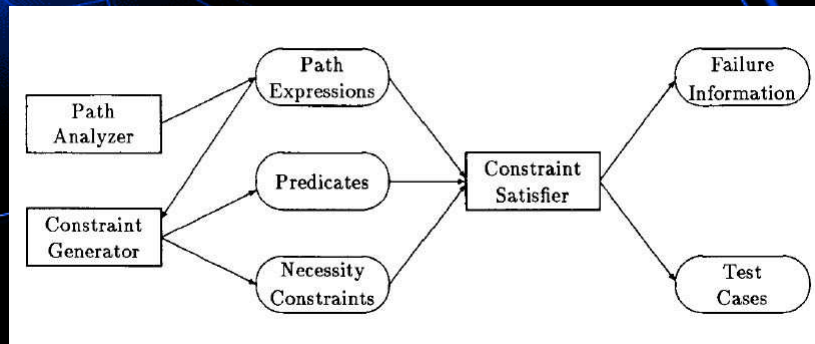 Path
Analyzer
Constraint
Generator
Path
Expressions
Predicates
Necessity
Constraints
Constraint
Satisfier
Failure
Information
Test
Cases